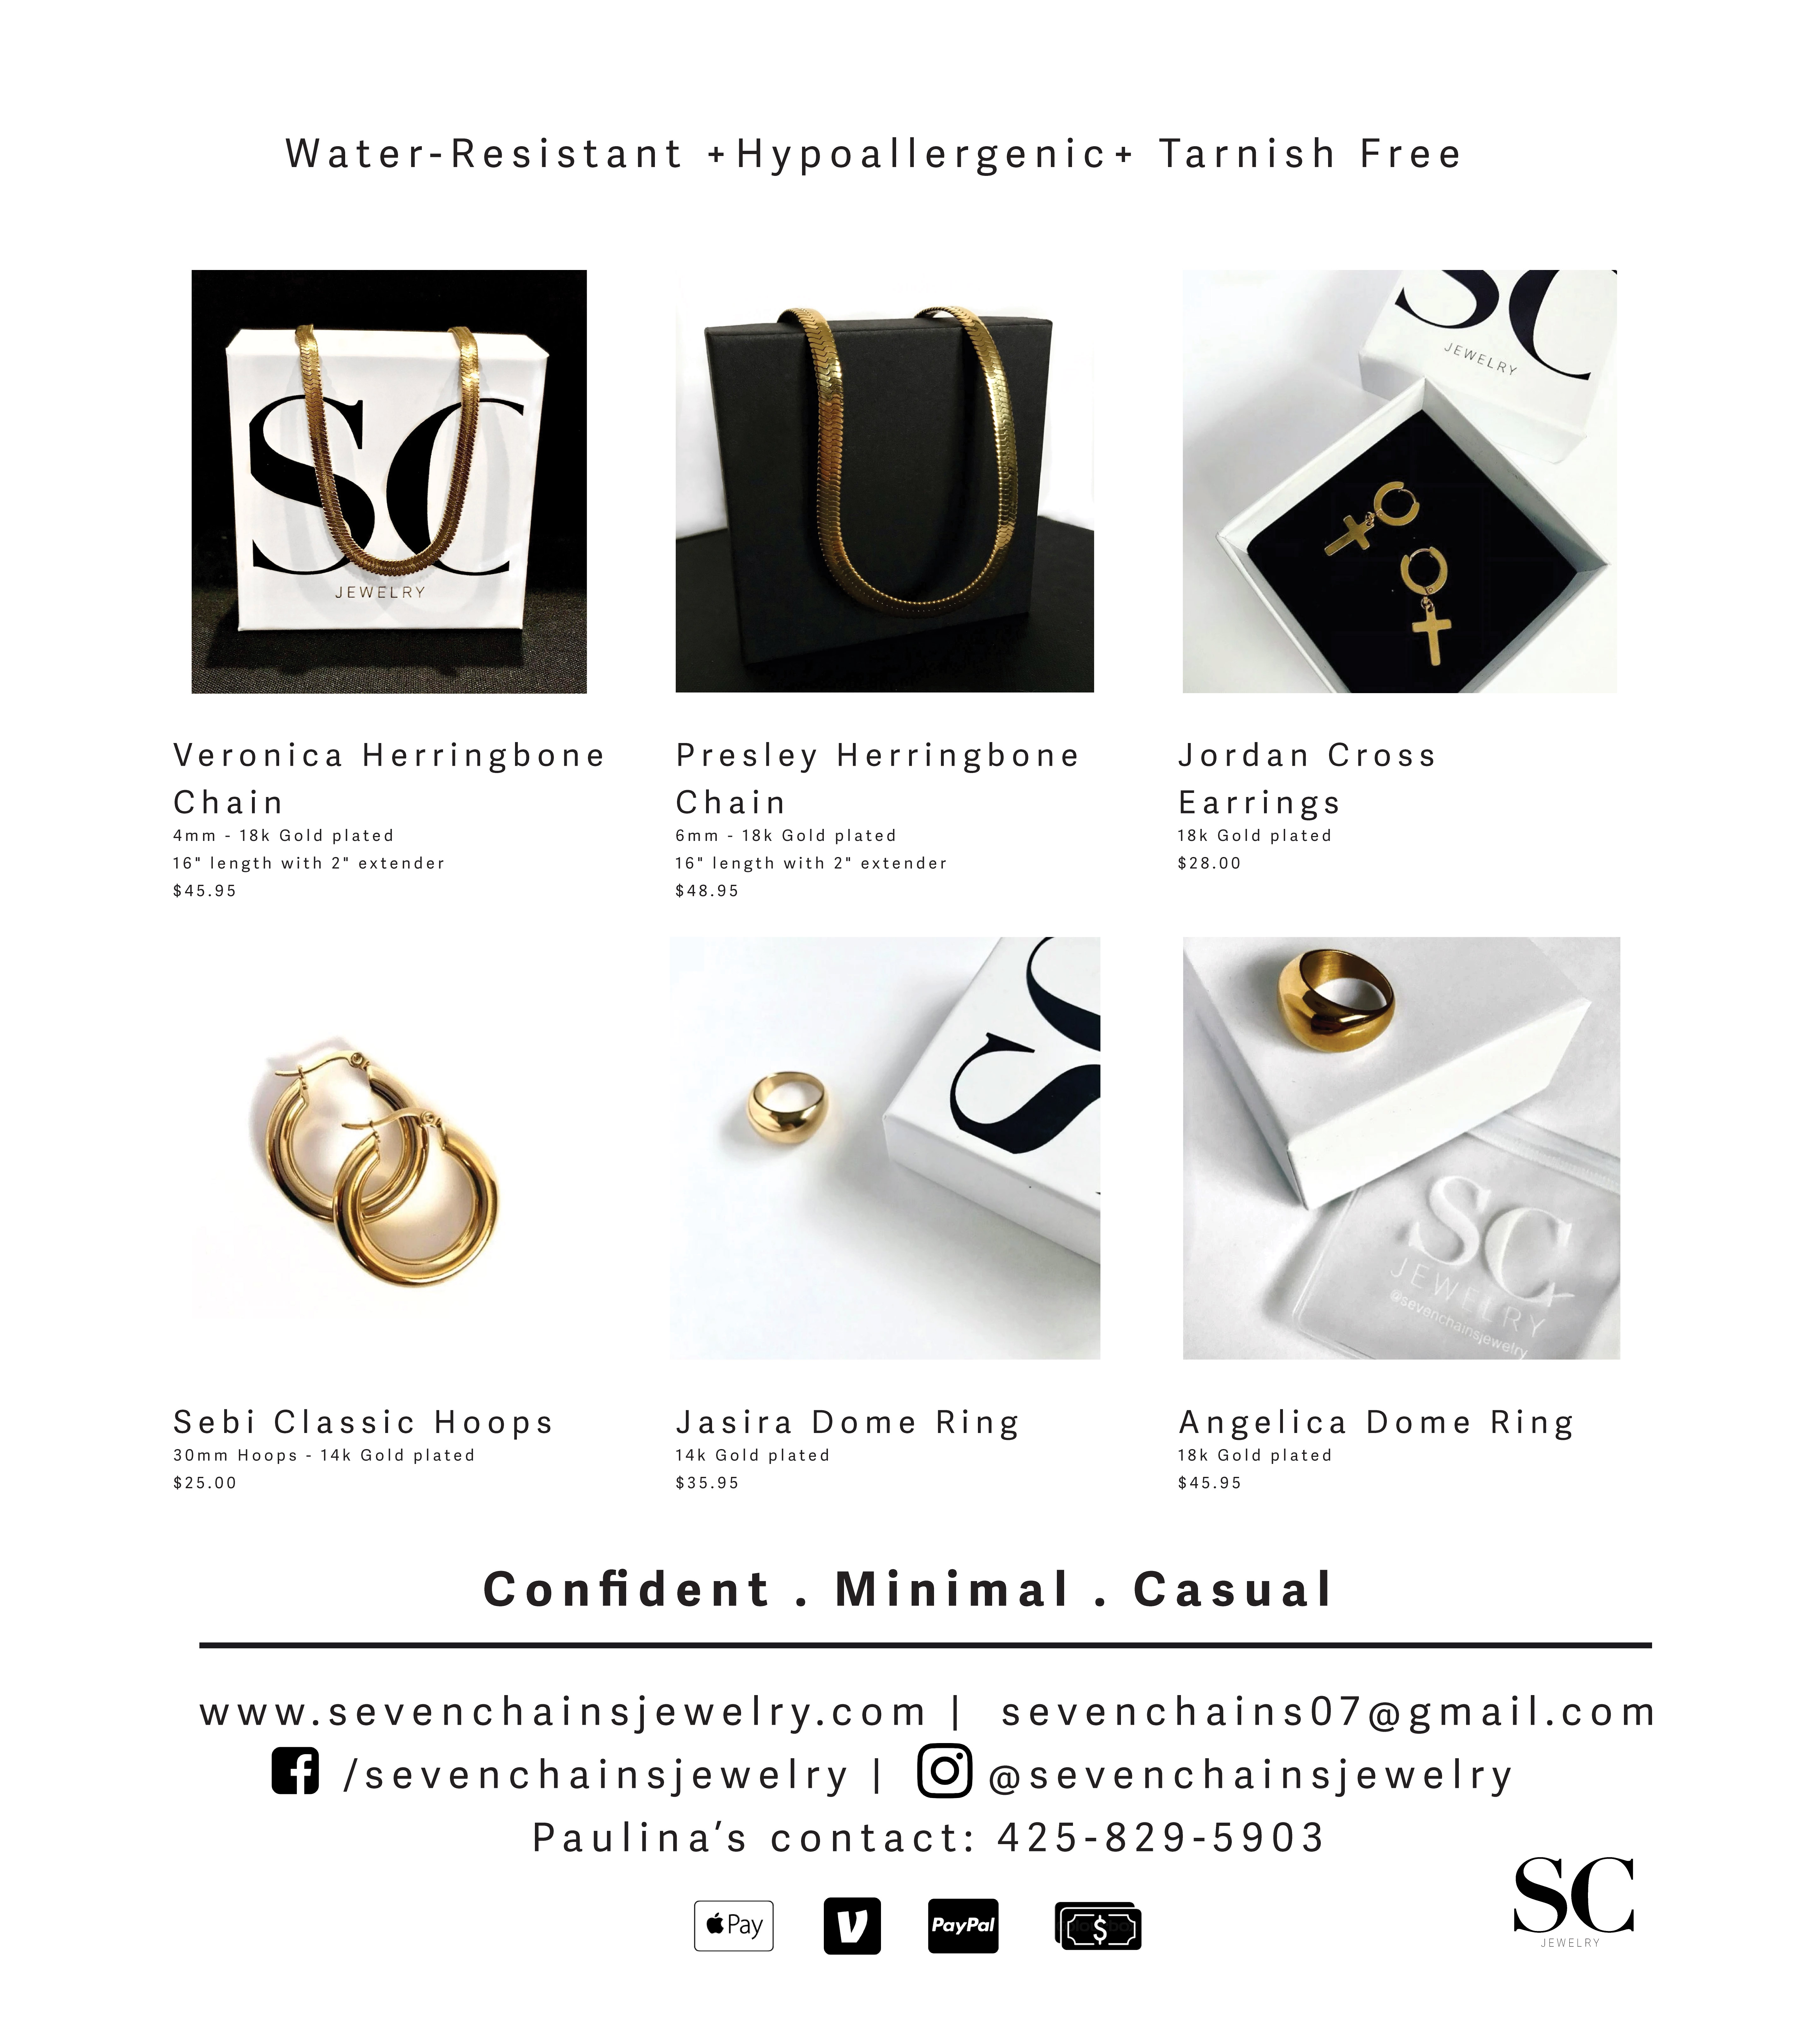 Water-Resistant +Hypoallergenic+ Tarnish Free
SC
JEWELRY
SC
JEWELRY
Veronica Herringbone
Chain
4mm - 18k Gold plated
16" length with 2" extender
$45.95
Presley Herringbone
Chain
6mm - 18k Gold plated
16" length with 2" extender
$48.95
Jordan Cross
Earrings
18k Gold plated
$28.00
SC
SC
JEWELRY
@sevenchainsjewelry
Sebi Classic Hoops
30mm Hoops - 14k Gold plated
$25.00
Jasira Dome Ring
14k Gold plated
$35.95
Angelica Dome Ring
18k Gold plated
$45.95
Confident . Minimal . Casual
www.sevenchainsjewelry.com | sevenchains07@gmail.com
/sevenchainsjewelry | @sevenchainsjewelry
Paulina’s contact: 425-829-5903
Pay
V
PayPal
$
SC
JEWELRY